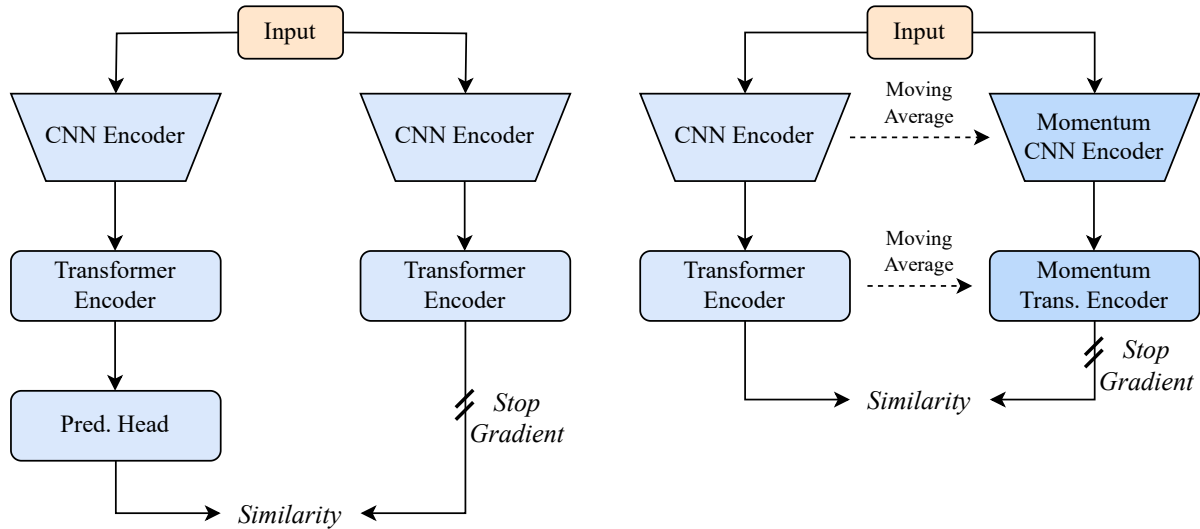 Input
CNN Encoder
CNN Encoder
Transformer
Encoder
Transformer
Encoder
Pred. Head
Stop
Gradient
Similarity
Input
CNN Encoder
Moving
Average
Momentum
CNN Encoder
Transformer
Encoder
Moving
Average
Momentum
Trans. Encoder
Stop
Gradient
Similarity